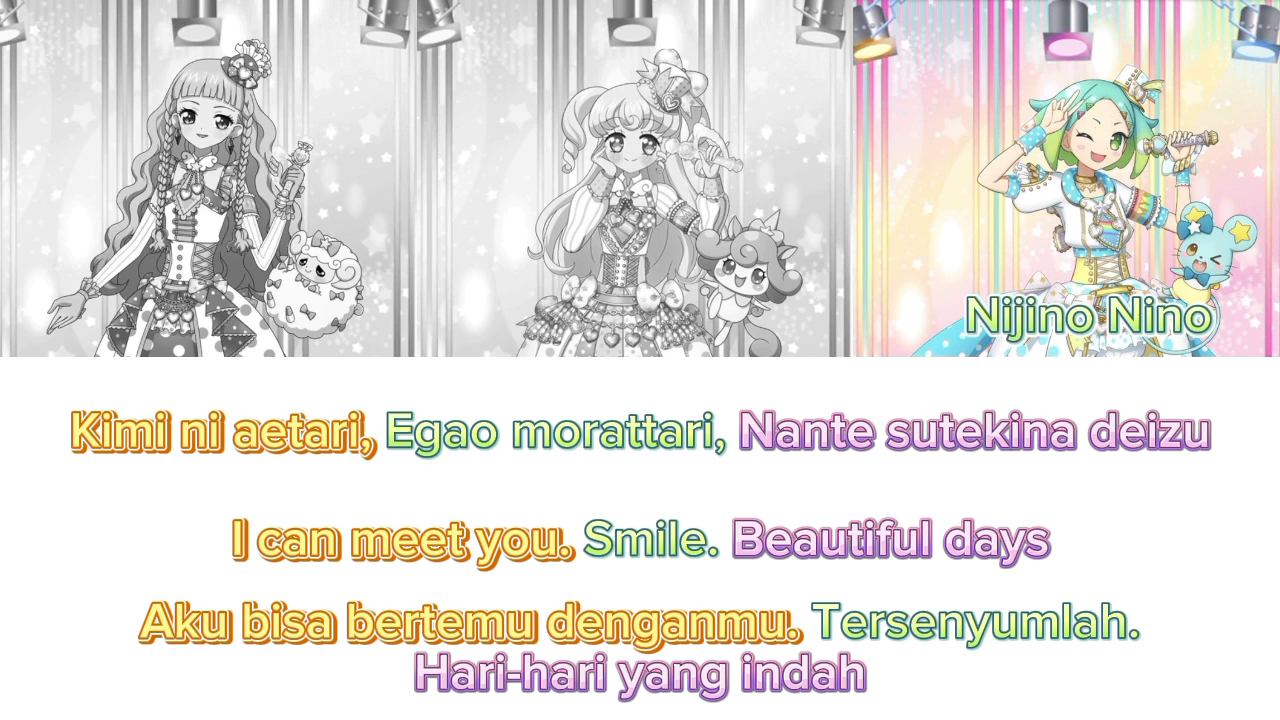 Nijino Nino
Kimi ni aetari, Egao morattari, Nante sutekina deizu
I can meet you. Smile. Beautiful days
Aku bisa bertemu denganmu. Tersenyumlah.
Hari-hari yang indah